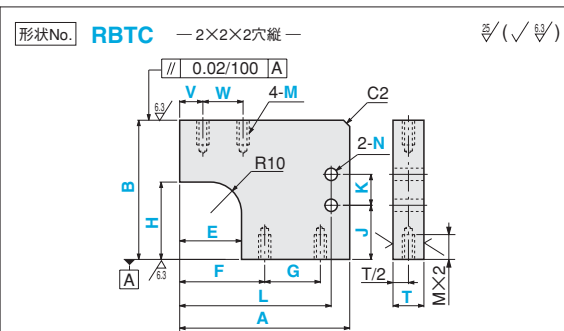 形状No. RBTC —2×2×2穴縦—
25/(√ 6.3/)
// 0.02/100 A
6.3
V W 4-M C2
2-N
R10
B H E K J
F G T/2 M×2
6.3
A L T
A